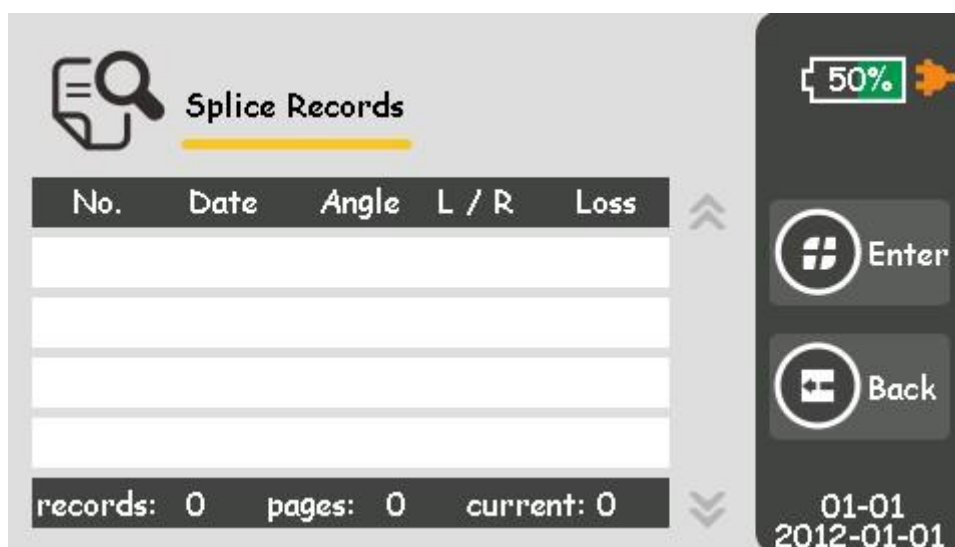 Splice Records
50%
No. Date Angle L / R Loss
Enter
Back
records: 0 pages: 0 current: 0
01-01
2012-01-01